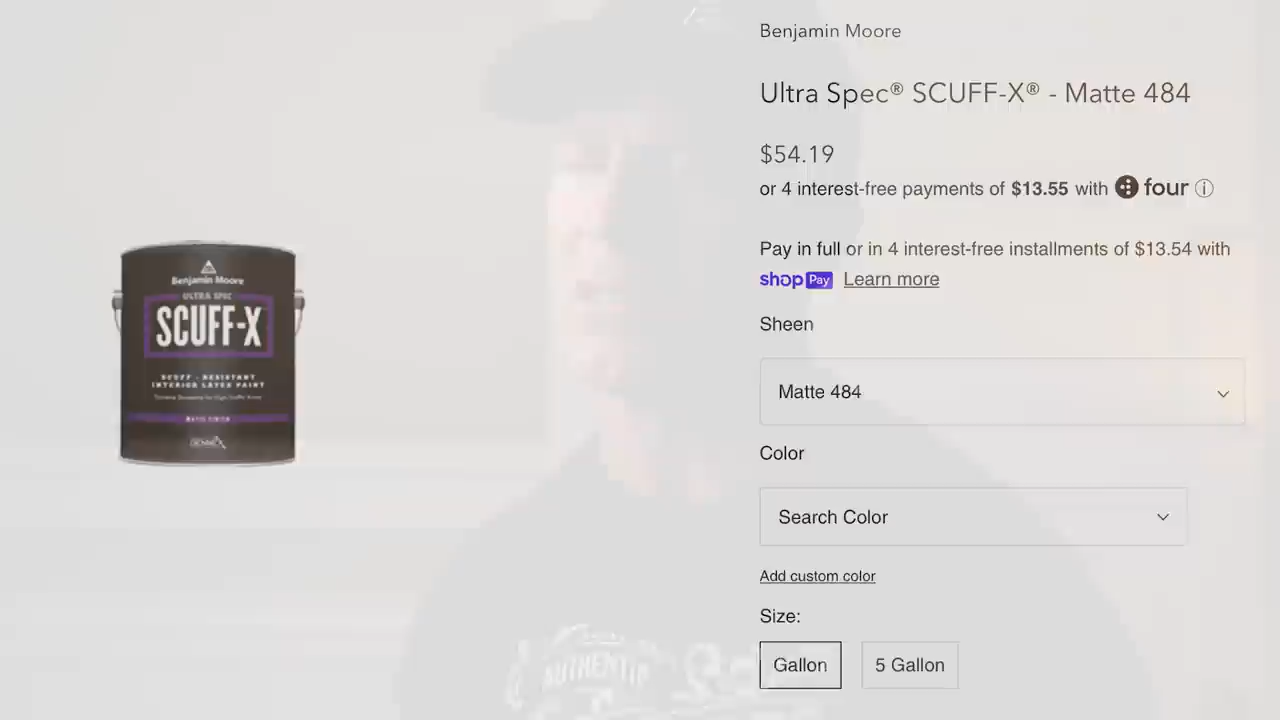 Benjamin Moore
Ultra Spec® SCUFF-X® - Matte 484
$54.19
or 4 interest-free payments of $13.55 with four
Pay in full or in 4 interest-free installments of $13.54 with
shop Pay Learn more
Sheen
Matte 484
Color
Search Color
Add custom color
Size:
Gallon
5 Gallon
Benjamin Moore
ULTRA SPEC
SCUFF-X
SCUFF - RESISTANT
INTERIOR LATEX PAINT
MATTE FINISH
AUTHENTIC